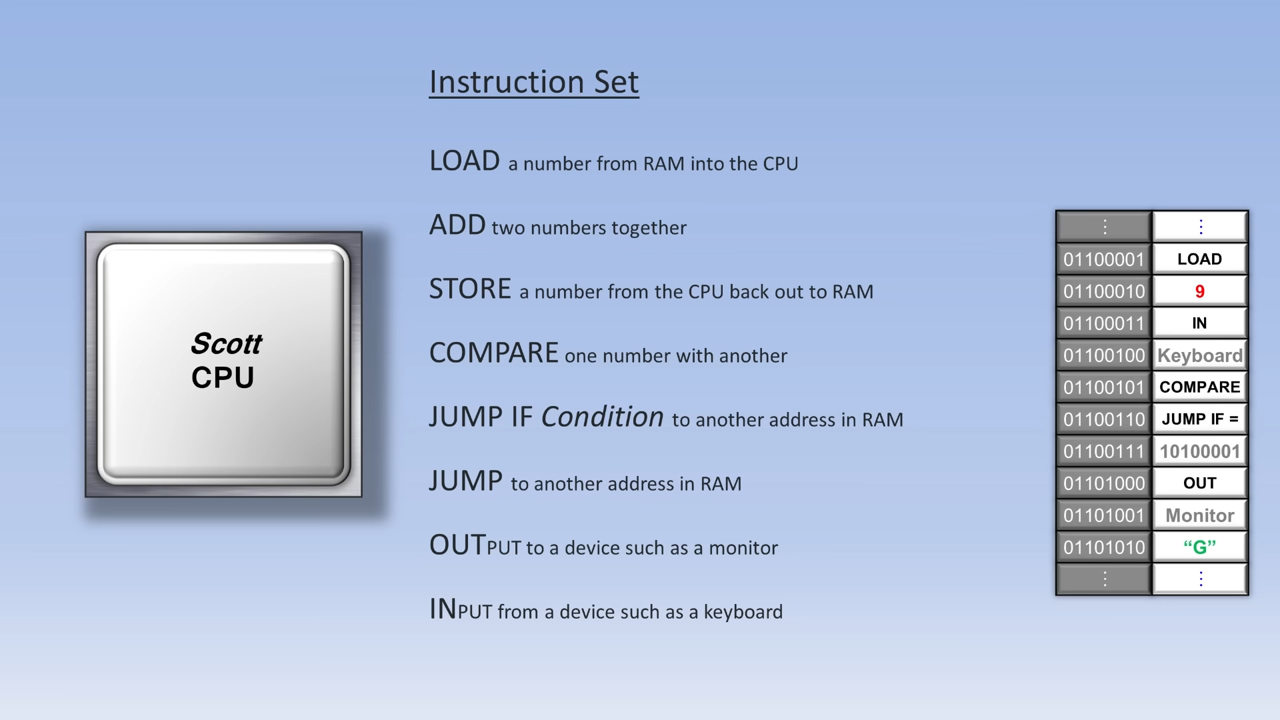 Instruction Set
LOAD a number from RAM into the CPU
ADD two numbers together
STORE a number from the CPU back out to RAM
COMPARE one number with another
JUMP IF Condition to another address in RAM
JUMP to another address in RAM
OUTPUT to a device such as a monitor
INPUT from a device such as a keyboard
Scott
CPU
⋮ ⋮
01100001 LOAD
01100010 9
01100011 IN
01100100 Keyboard
01100101 COMPARE
01100110 JUMP IF =
01100111 10100001
01101000 OUT
01101001 Monitor
01101010 “G”
⋮ ⋮